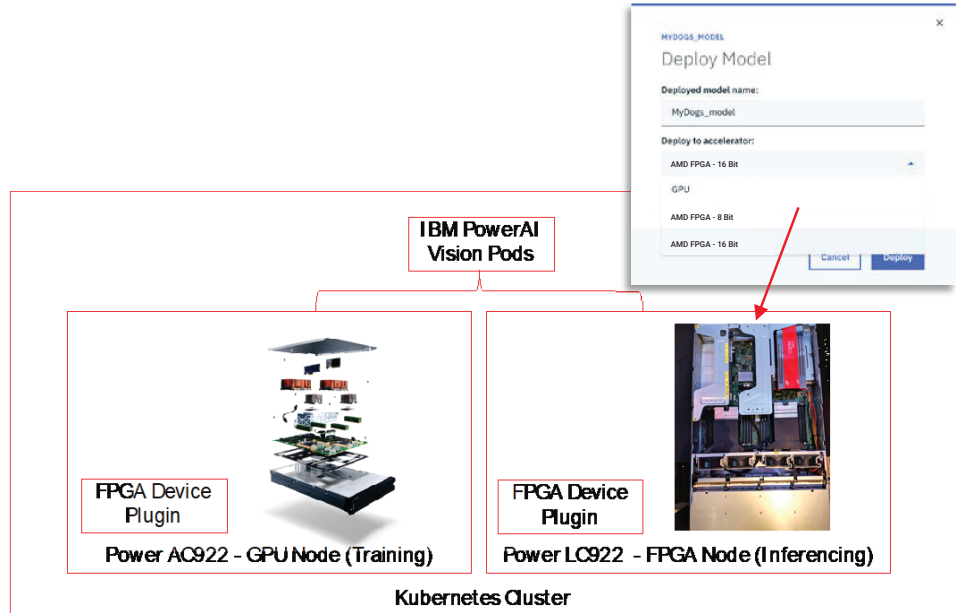 MYDOGS_MODEL
Deploy Model
Deployed model name:
MyDogs_model
Deploy to accelerator:
AMD FPGA - 16 Bit
GPU
AMD FPGA - 8 Bit
AMD FPGA - 16 Bit
Cancel
Deploy
IBM PowerAI
Vision Pods
FPGA Device
Plugin
Power AC922 - GPU Node (Training)
FPGA Device
Plugin
Power LC922 - FPGA Node (Inferencing)
Kubernetes Cluster